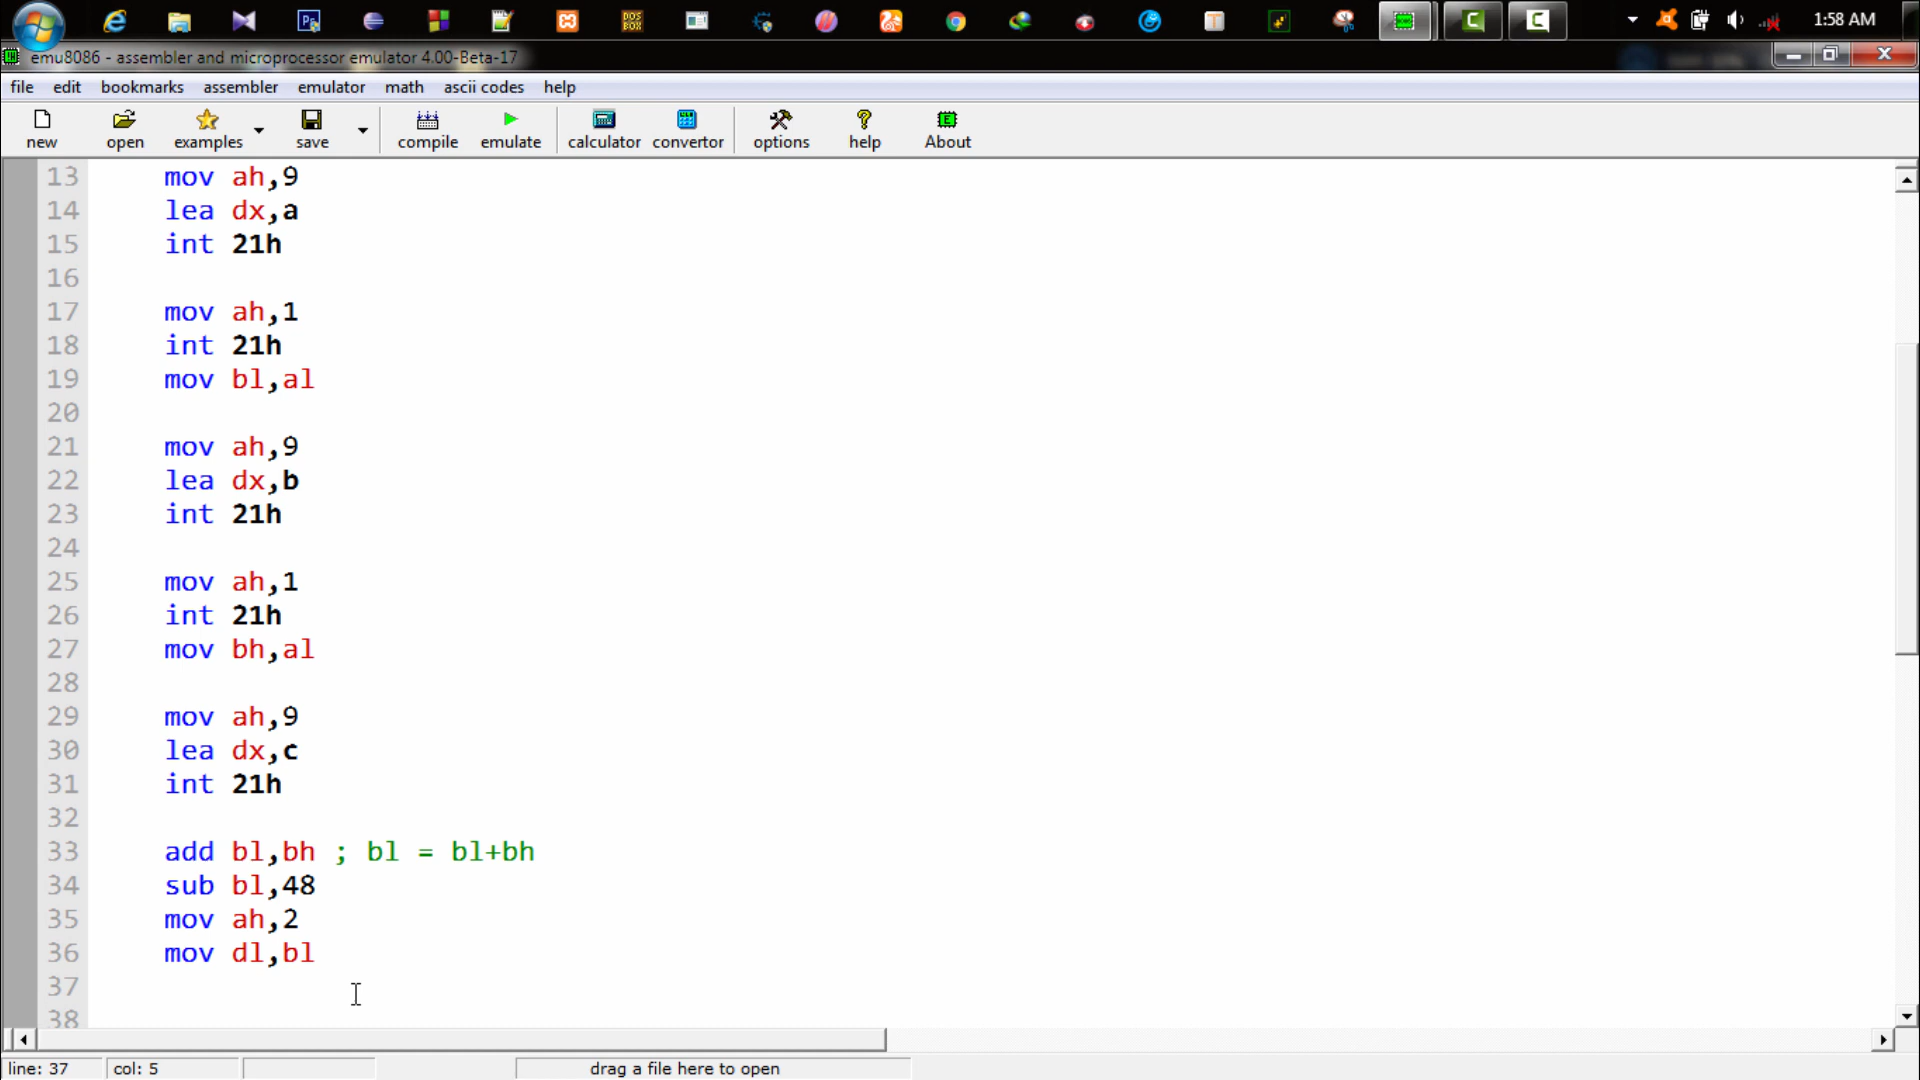 1:58 AM
emu8086 - assembler and microprocessor emulator 4.00-Beta-17
file edit bookmarks assembler emulator math ascii codes help
new open examples save compile emulate calculator convertor options help About
13 mov ah,9
14 lea dx,a
15 int 21h
16
17 mov ah,1
18 int 21h
19 mov bl,al
20
21 mov ah,9
22 lea dx,b
23 int 21h
24
25 mov ah,1
26 int 21h
27 mov bh,al
28
29 mov ah,9
30 lea dx,c
31 int 21h
32
33 add bl,bh ; bl = bl+bh
34 sub bl,48
35 mov ah,2
36 mov dl,bl
37
38
line: 37 col: 5 drag a file here to open